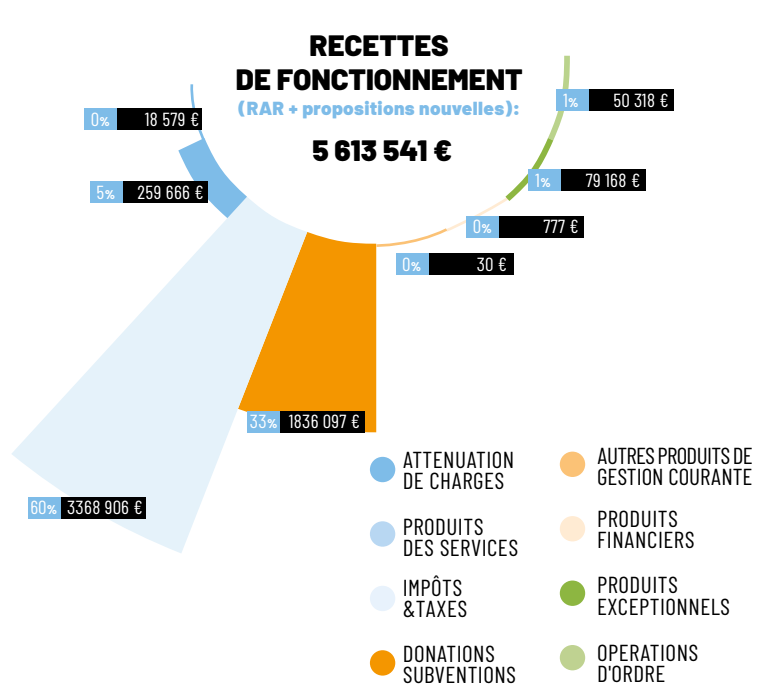 RECETTES
DE FONCTIONNEMENT
(RAR + propositions nouvelles):
5 613 541 €
0% 18 579 €
5% 259 666 €
60% 3368 906 €
33% 1836 097 €
0% 30 €
0% 777 €
1% 79 168 €
1% 50 318 €
ATTENUATION
DE CHARGES
PRODUITS
DES SERVICES
IMPÔTS
&TAXES
DONATIONS
SUBVENTIONS
AUTRES PRODUITS DE
GESTION COURANTE
PRODUITS
FINANCIERS
PRODUITS
EXCEPTIONNELS
OPERATIONS
D'ORDRE